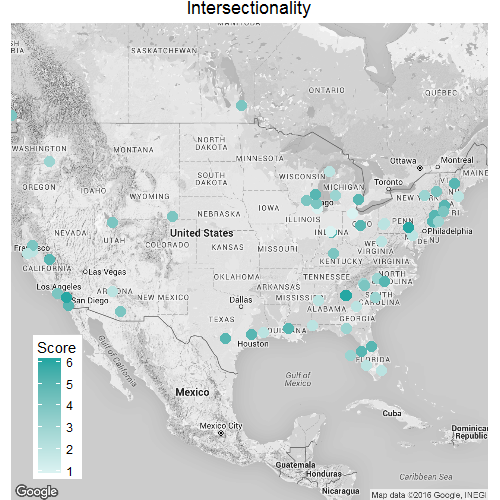 Intersectionality
SASKATCHEWAN
ONTARIO
QUÉBEC
WASHINGTON
MONTANA
NORTH
DAKOTA
MINNESOTA
Ottawa
Montreal
OREGON
IDAHO
SOUTH
DAKOTA
WISCONSIN
MICHIGAN
Toronto
NEW YORK
WYOMING
NEBRASKA
IOWA
ILLINOIS
INDIANA
OHIO
PENN
Philadelphia
NEVADA
UTAH
COLORADO
United States
KANSAS
MISSOURI
KENTUCKY
WEST
VIRGINIA
VIRGINIA
MD
DE
NJ
CALIFORNIA
Las Vegas
Los Angeles
San Diego
ARIZONA
NEW MEXICO
OKLAHOMA
ARKANSAS
TENNESSEE
NORTH
CAROLINA
SOUTH
CAROLINA
Dallas
MISSISSIPPI
ALABAMA
GEORGIA
TEXAS
Houston
LOUISIANA
FLORIDA
Gulf of California
Gulf of
Mexico
Mexico
Mexico City
Cuba
Dominican
Republic
Guatemala
Honduras
Nicaragua
Caribbean Sea
Score
6
5
4
3
2
1
Google
Map data ©2016 Google, INEGI